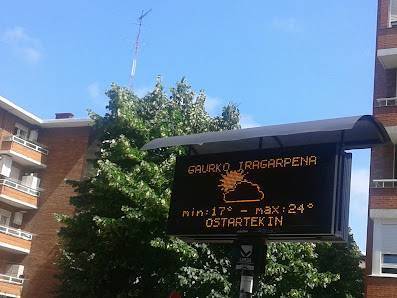 GAURKO IRAGARPENA
min:17° - max:24°
OSTARTEKIN